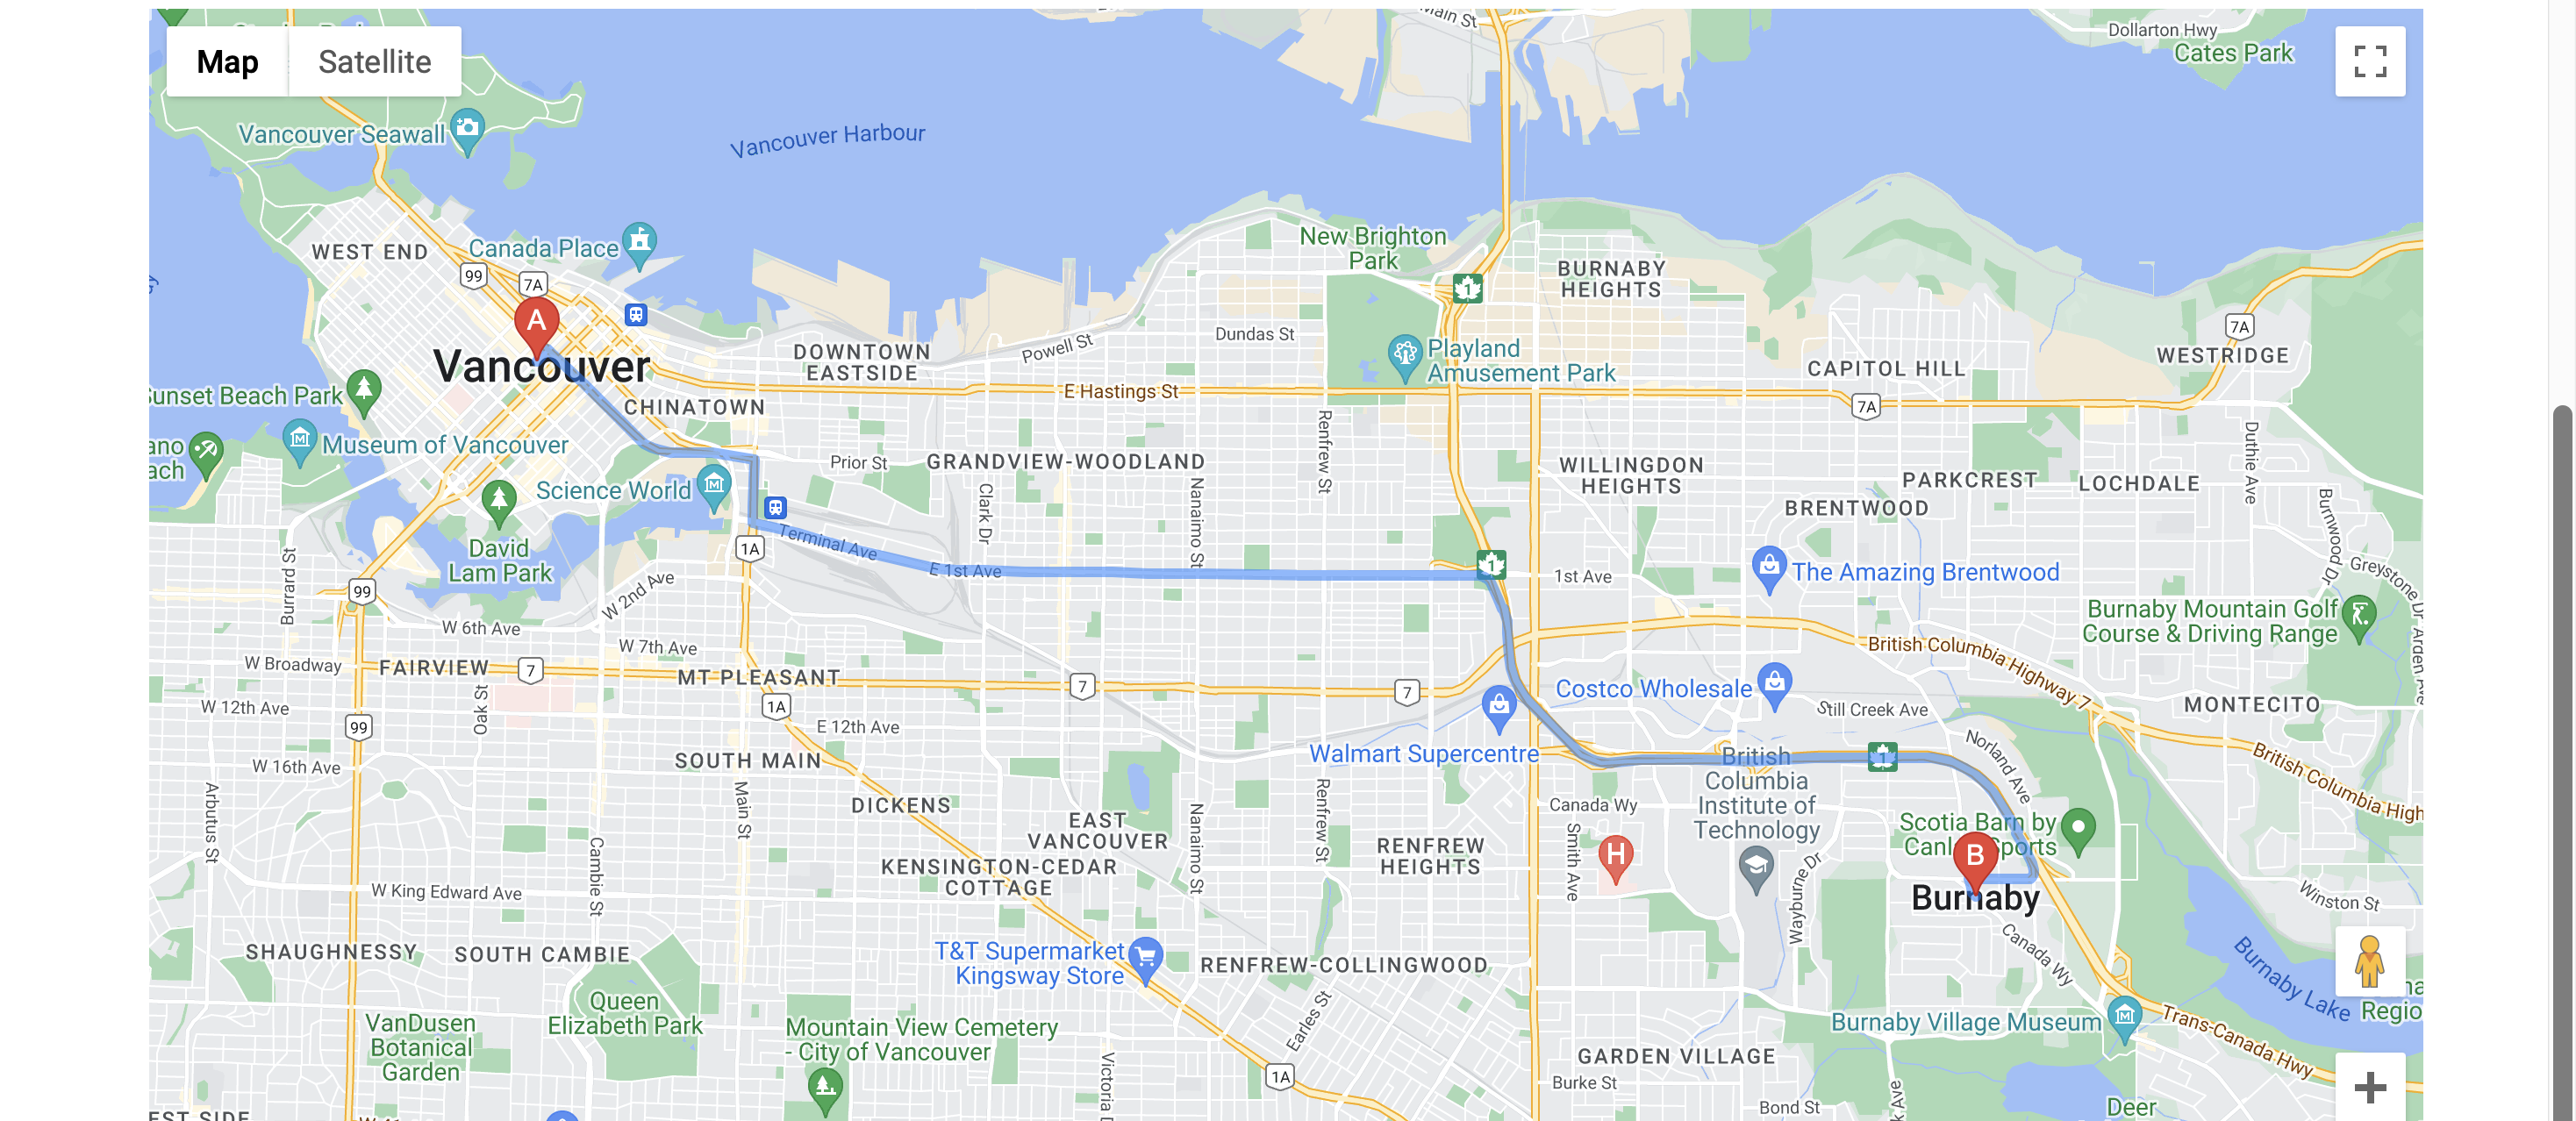 Main St
Dollarton Hwy
Cates Park
Map
Satellite
Vancouver Seawall
Vancouver Harbour
WEST END
Canada Place
99
7A
A
Vancouver
New Brighton
Park
1
BURNABY
HEIGHTS
Dundas St
Powell St
DOWNTOWN
EASTSIDE
Playland
Amusement Park
CAPITOL HILL
7A
WESTRIDGE
E Hastings St
7A
Sunset Beach Park
CHINATOWN
Museum of Vancouver
ano
ach
Prior St
GRANDVIEW-WOODLAND
Renfrew St
WILLINGDON
HEIGHTS
PARKCREST
LOCHDALE
Duthie Ave
BRENTWOOD
Science World
Clark Dr
Nanaimo St
Burnwood Dr
David
Lam Park
1A
Terminal Ave
E 1st Ave
1
1st Ave
The Amazing Brentwood
Greystone Dr
Burrard St
99
W 2nd Ave
W 6th Ave
Burnaby Mountain Golf
Course & Driving Range
Arden Ave
W 7th Ave
W Broadway
FAIRVIEW
7
MT PLEASANT
7
7
British Columbia Highway 7
Costco Wholesale
MONTECITO
W 12th Ave
Oak St
1A
E 12th Ave
Still Creek Ave
99
Walmart Supercentre
British
Columbia
Institute of
Technology
1
Norland Ave
British Columbia High
SOUTH MAIN
W 16th Ave
Arbutus St
Main St
DICKENS
Nanaimo St
Renfrew St
Canada Wy
EAST
VANCOUVER
Smith Ave
H
Scotia Barn by
Canlan Sports
B
Burnaby
RENFREW
HEIGHTS
KENSINGTON-CEDAR
COTTAGE
Cambie St
W King Edward Ave
Wayburne Dr
Winston St
Canada Wy
SHAUGHNESSY
SOUTH CAMBIE
T&T Supermarket
Kingsway Store
RENFREW-COLLINGWOOD
Burnaby Lake
na
Regio
Queen
Elizabeth Park
VanDusen
Botanical
Garden
Mountain View Cemetery
- City of Vancouver
Earles St
Burnaby Village Museum
Trans-Canada Hwy
GARDEN VILLAGE
Victoria D
1A
Burke St
Bond St
k Ave
Deer
EST SIDE